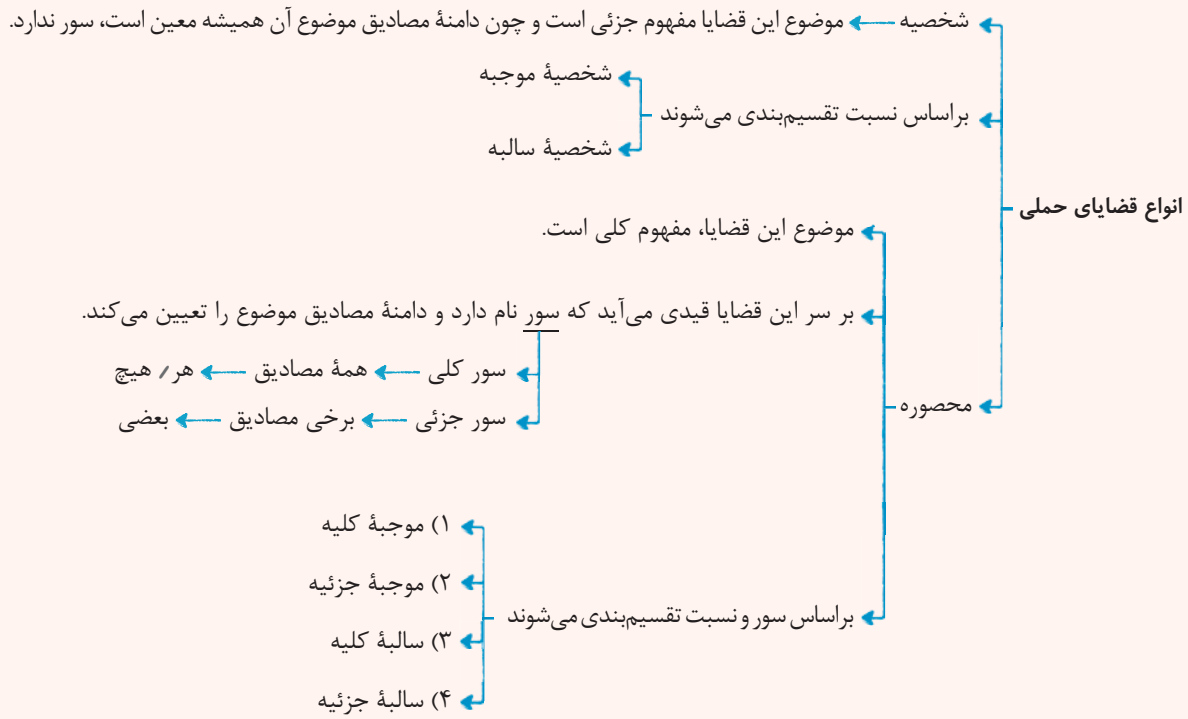 شخصیه
موضوع این قضایا مفهوم جزئی است و چون دامنهٔ مصادیق موضوع آن همیشه معین است، سور ندارد.
شخصیهٔ موجبه
براساس نسبت تقسیم‌بندی می‌شوند
شخصیهٔ سالبه
انواع قضایای حملی
موضوع این قضایا، مفهوم کلی است.
بر سر این قضایا قیدی می‌آید که سور نام دارد و دامنهٔ مصادیق موضوع را تعیین می‌کند.
سور کلی همهٔ مصادیق هر / هیچ
محصوره
سور جزئی برخی مصادیق بعضی
۱) موجبهٔ کلیه
۲) موجبهٔ جزئیه
براساس سور و نسبت تقسیم‌بندی می‌شوند
۳) سالبهٔ کلیه
۴) سالبهٔ جزئیه